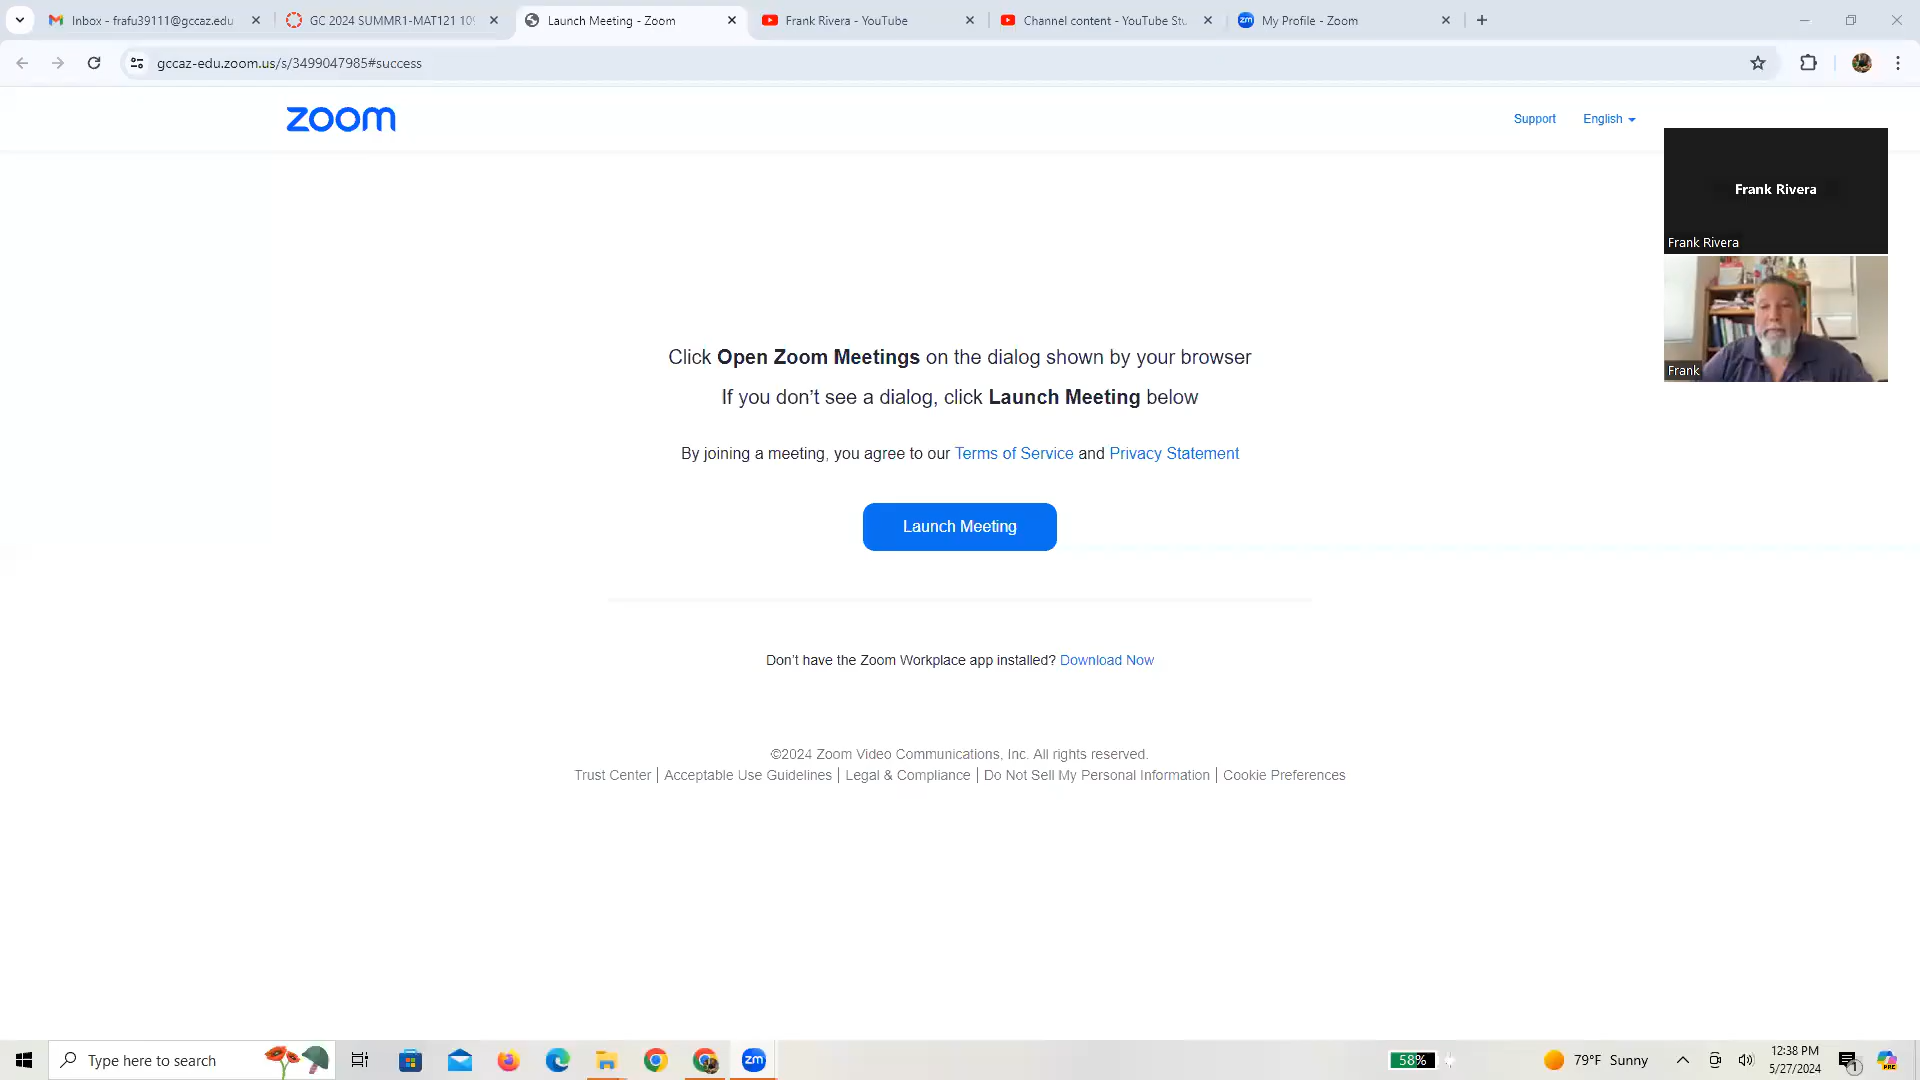 Inbox - frafu39111@gccaz.edu
GC 2024 SUMMR1-MAT121 109
Launch Meeting - Zoom
Frank Rivera - YouTube
Channel content - YouTube Stu
zm My Profile - Zoom
gccaz-edu.zoom.us/s/3499047985#success
zoom
Support English
Frank Rivera
Frank Rivera
Frank
Click Open Zoom Meetings on the dialog shown by your browser
If you don’t see a dialog, click Launch Meeting below
By joining a meeting, you agree to our Terms of Service and Privacy Statement
Launch Meeting
Don’t have the Zoom Workplace app installed? Download Now
©2024 Zoom Video Communications, Inc. All rights reserved.
Trust Center | Acceptable Use Guidelines | Legal & Compliance | Do Not Sell My Personal Information | Cookie Preferences
Type here to search
zm
58%
79°F Sunny
12:38 PM
5/27/2024
1
PRE